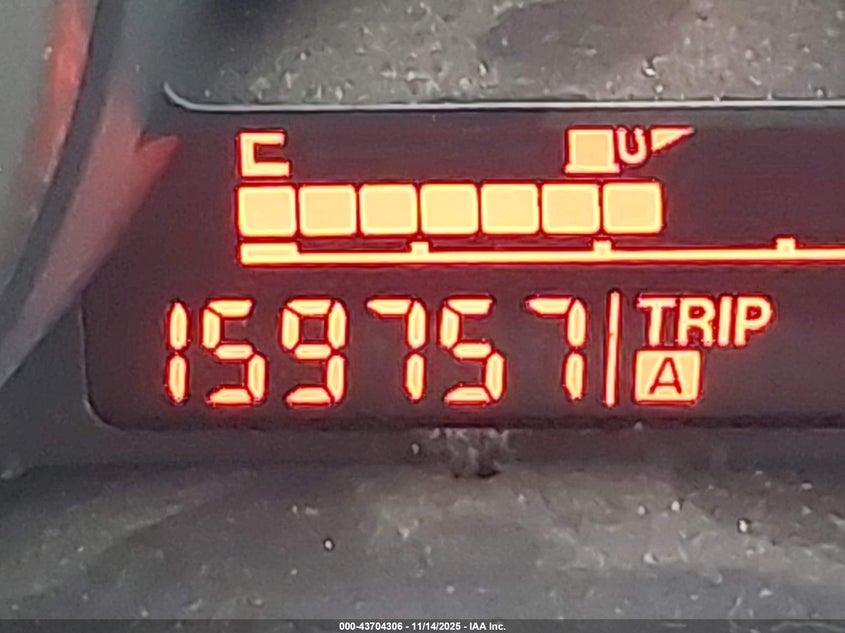 E
159757 TRIP
A
000-43704306 - 11/14/2025 - IAA Inc.